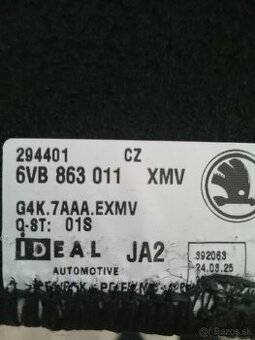 294401 CZ
6VB 863 011 XMV
G4K.7AAA.EXMV
Q-8T: 01S
IDEAL JA2
AUTOMOTIVE
392063
24.03.25
Bazos.sk